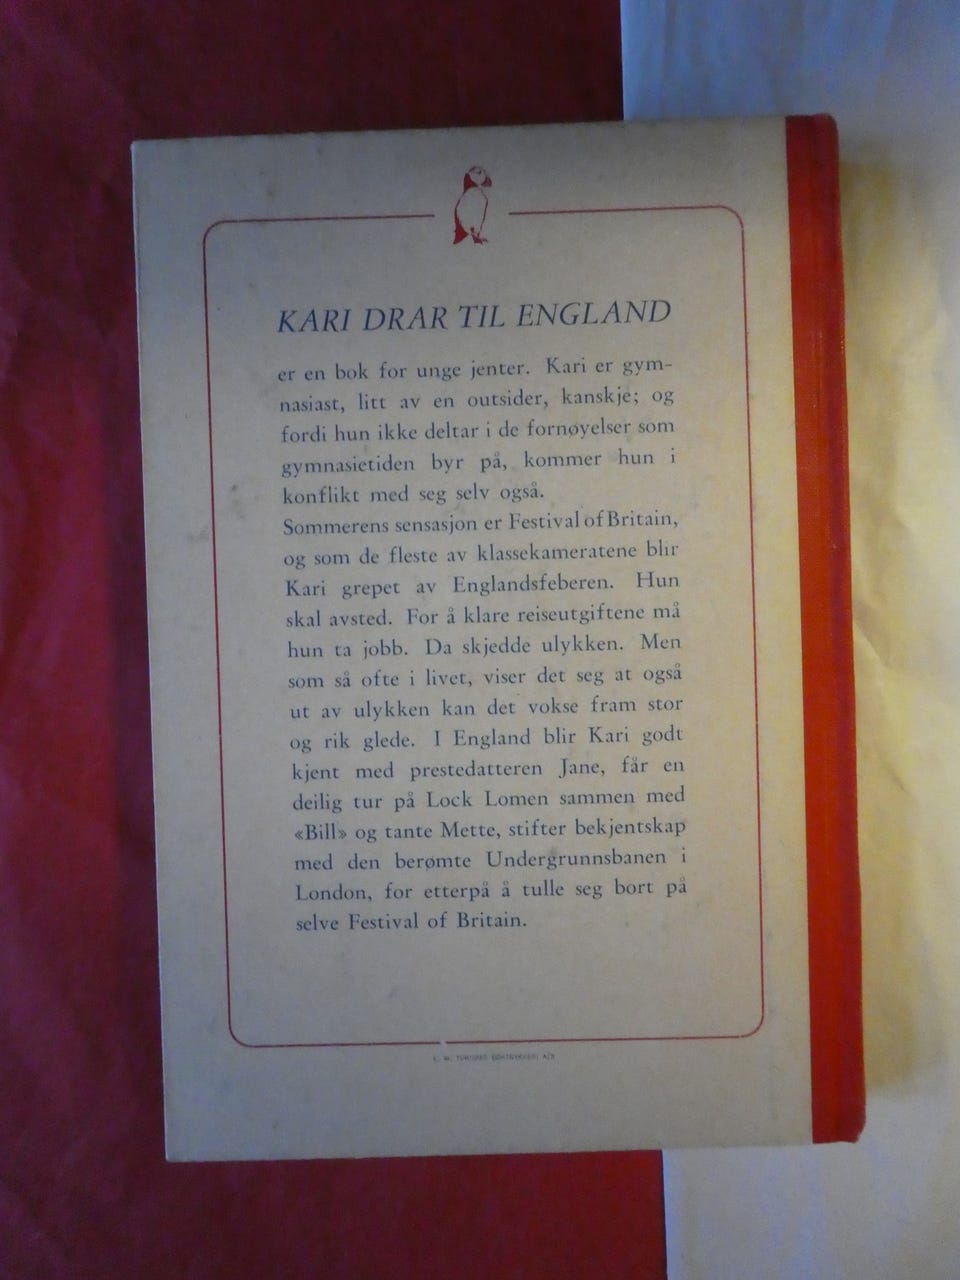 KARI DRAR TIL ENGLAND
er en bok for unge jenter. Kari er gym-
nasiast, litt av en outsider, kanskje; og
fordi hun ikke deltar i de fornøyelser som
gymnasietiden byr på, kommer hun i
konflikt med seg selv også.
Sommerens sensasjon er Festival of Britain,
og som de fleste av klassekameratene blir
Kari grepet av Englandsfeberen. Hun
skal avsted. For å klare reiseutgiftene må
hun ta jobb. Da skjedde ulykken. Men
som så ofte i livet, viser det seg at også
ut av ulykken kan det vokse fram stor
og rik glede. I England blir Kari godt
kjent med prestedatteren Jane, får en
deilig tur på Lock Lomen sammen med
«Bill» og tante Mette, stifter bekjentskap
med den berømte Undergrunnsbanen i
London, for etterpå å tulle seg bort på
selve Festival of Britain.
A/S